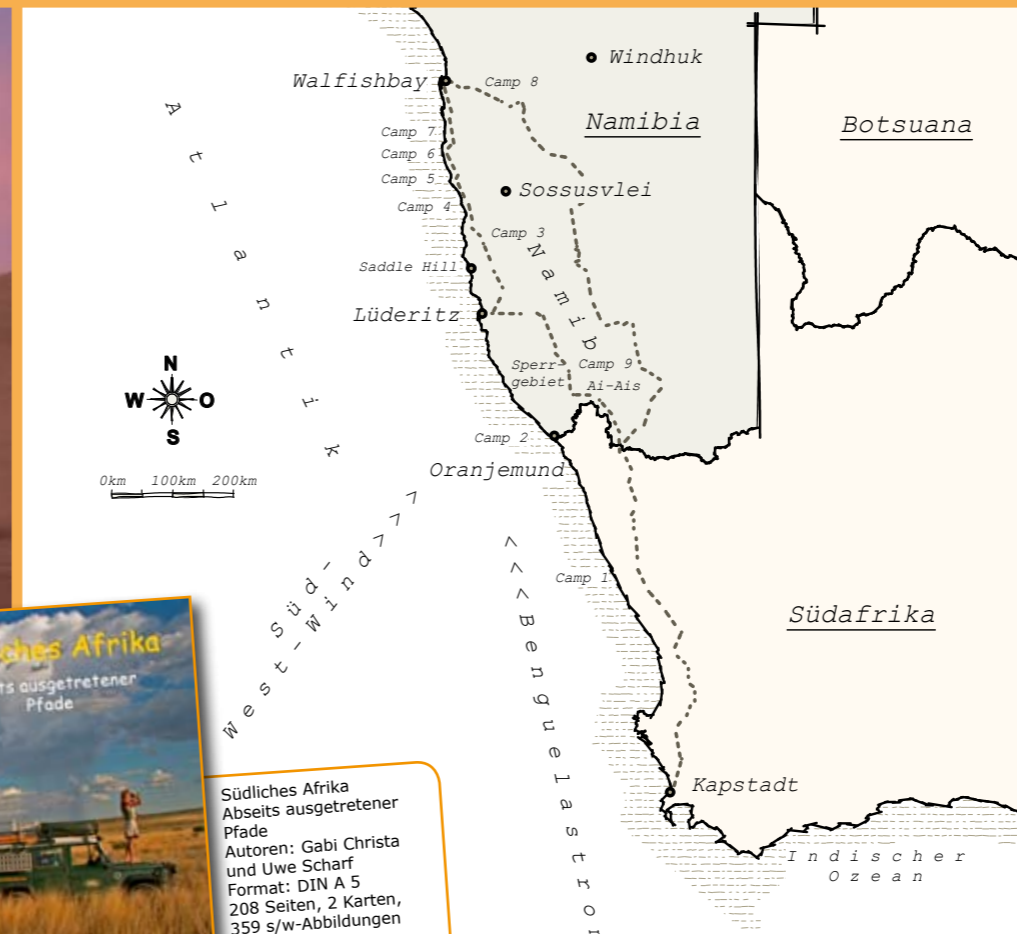 Windhuk
Walfishbay
Camp 8
Namibia
Botsuana
Atlantik
Camp 7
Camp 6
Camp 5
Sossusvlei
Camp 4
Camp 3
Namib
Saddle Hill
Lüderitz
Sperr-
gebiet
Camp 9
Ai-Ais
N
W
O
S
0km 100km 200km
Camp 2
Oranjemund
Süd-
West-Wind>>>
<<<Benguelastro
Camp 1
Südafrika
Kapstadt
Indischer
Ozean
ches Afrika
ts ausgetretener
Pfade
Südliches Afrika
Abseits ausgetretener
Pfade
Autoren: Gabi Christa
und Uwe Scharf
Format: DIN A 5
208 Seiten, 2 Karten,
359 s/w-Abbildungen